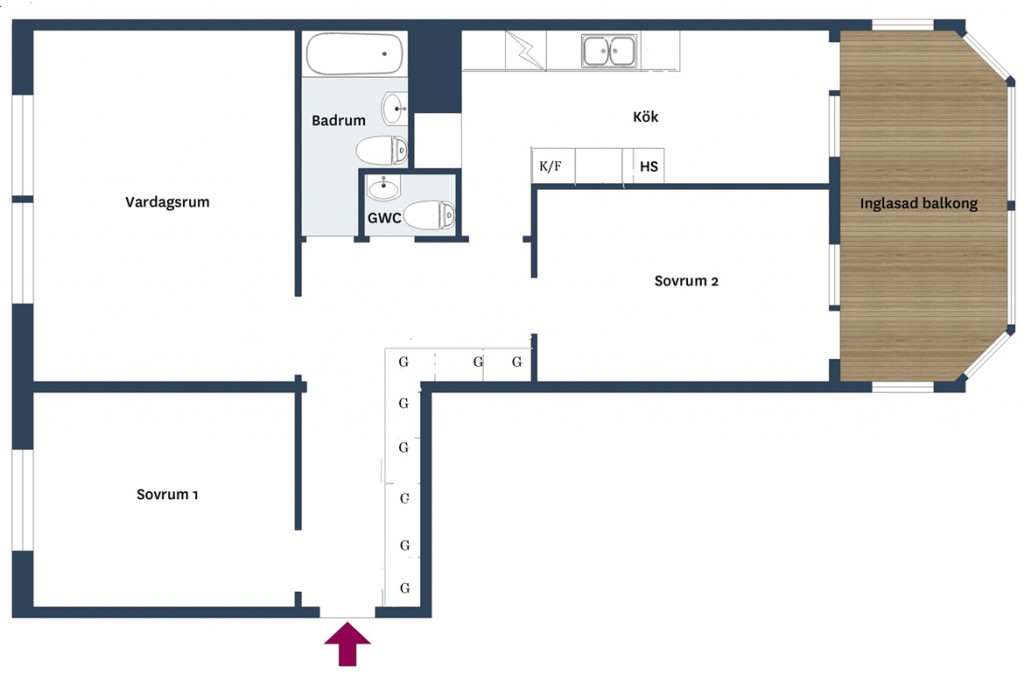 Badrum
Kök
K/F
HS
Vardagsrum
GWC
Inglasad balkong
Sovrum 2
G G G
G
G
Sovrum 1
G
G
G